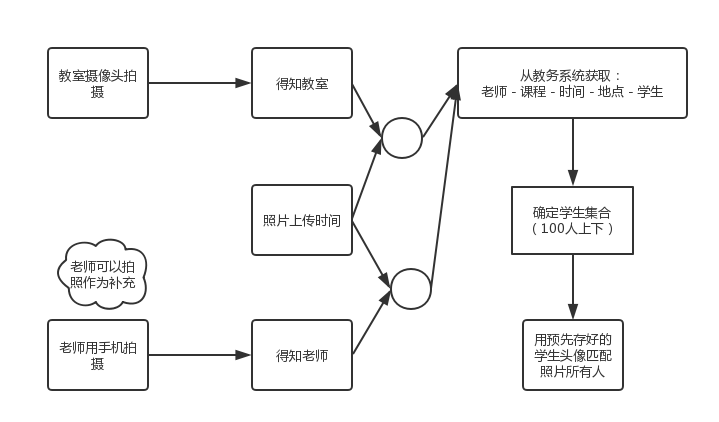 教室摄像头拍
摄
得知教室
从教务系统获取：
老师 - 课程 - 时间 - 地点 - 学生
照片上传时间
确定学生集合
（100人上下）
老师可以拍
照作为补充
老师用手机拍
摄
得知老师
用预先存好的
学生头像匹配
照片所有人